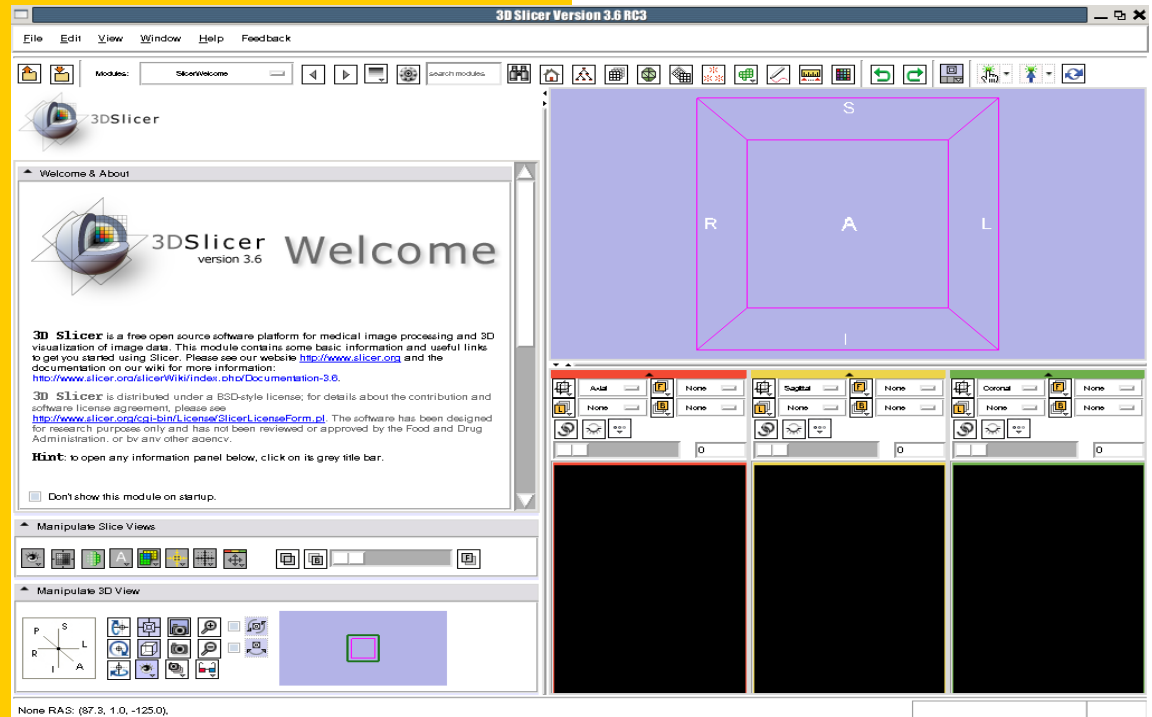 3D Slicer Version 3.6 RC3
File Edit View Window Help Feedback
Modules: SlicerWelcome search modules
3DSlicer
Welcome & About
3DSlicer Welcome
version 3.6
3D Slicer is a free open source software platform for medical image processing and 3D
visualization of image data. This module contains some basic information and useful links
to get you started using Slicer. Please see our website http://www.slicer.org and the
documentation on our wiki for more information:
http://www.slicer.org/slicerWiki/index.php/Documentation-3.6.
3D Slicer is distributed under a BSD-style license; for details about the contribution and
software license agreement, please see
http://www.slicer.org/cgi-bin/License/SlicerLicenseForm.pl. The software has been designed
for research purposes only and has not been reviewed or approved by the Food and Drug
Administration, or by any other agency.
Hint: to open any information panel below, click on its grey title bar.
Don't show this module on startup.
Manipulate Slice Views
A B F
Manipulate 3D View
P S
R L
I A
None RAS: (87.3, 1.0, -125.0),
S
R A L
I
Axial F None
L None B None
0
Sagittal F None
L None B None
0
Coronal F None
L None B None
0